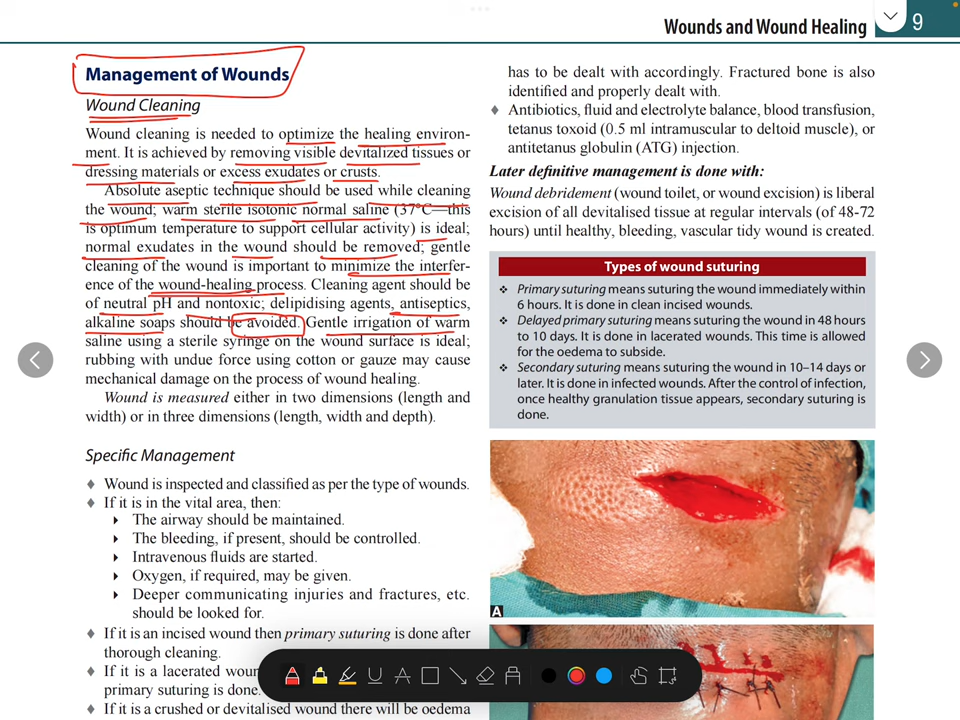 Wounds and Wound Healing
9
Management of Wounds
Wound Cleaning
Wound cleaning is needed to optimize the healing environ-
ment. It is achieved by removing visible devitalized tissues or
dressing materials or excess exudates or crusts.
Absolute aseptic technique should be used while cleaning
the wound; warm sterile isotonic normal saline (37°C—this
is optimum temperature to support cellular activity) is ideal;
normal exudates in the wound should be removed; gentle
cleaning of the wound is important to minimize the interfer-
ence of the wound-healing process. Cleaning agent should be
of neutral pH and nontoxic; delipidising agents, antiseptics,
alkaline soaps should be avoided. Gentle irrigation of warm
saline using a sterile syringe on the wound surface is ideal;
rubbing with undue force using cotton or gauze may cause
mechanical damage on the process of wound healing.
Wound is measured either in two dimensions (length and
width) or in three dimensions (length, width and depth).
Specific Management
Wound is inspected and classified as per the type of wounds.
If it is in the vital area, then:
The airway should be maintained.
The bleeding, if present, should be controlled.
Intravenous fluids are started.
Oxygen, if required, may be given.
Deeper communicating injuries and fractures, etc.
should be looked for.
If it is an incised wound then primary suturing is done after
thorough cleaning.
If it is a lacerated
primary suturing is done.
If it is a crushed or devitalised wound there will be oedema
has to be dealt with accordingly. Fractured bone is also
identified and properly dealt with.
Antibiotics, fluid and electrolyte balance, blood transfusion,
tetanus toxoid (0.5 ml intramuscular to deltoid muscle), or
antitetanus globulin (ATG) injection.
Later definitive management is done with:
Wound debridement (wound toilet, or wound excision) is liberal
excision of all devitalised tissue at regular intervals (of 48-72
hours) until healthy, bleeding, vascular tidy wound is created.
Types of wound suturing
Primary suturing means suturing the wound immediately within
6 hours. It is done in clean incised wounds.
Delayed primary suturing means suturing the wound in 48 hours
to 10 days. It is done in lacerated wounds. This time is allowed
for the oedema to subside.
Secondary suturing means suturing the wound in 10–14 days or
later. It is done in infected wounds. After the control of infection,
once healthy granulation tissue appears, secondary suturing is
done.
A